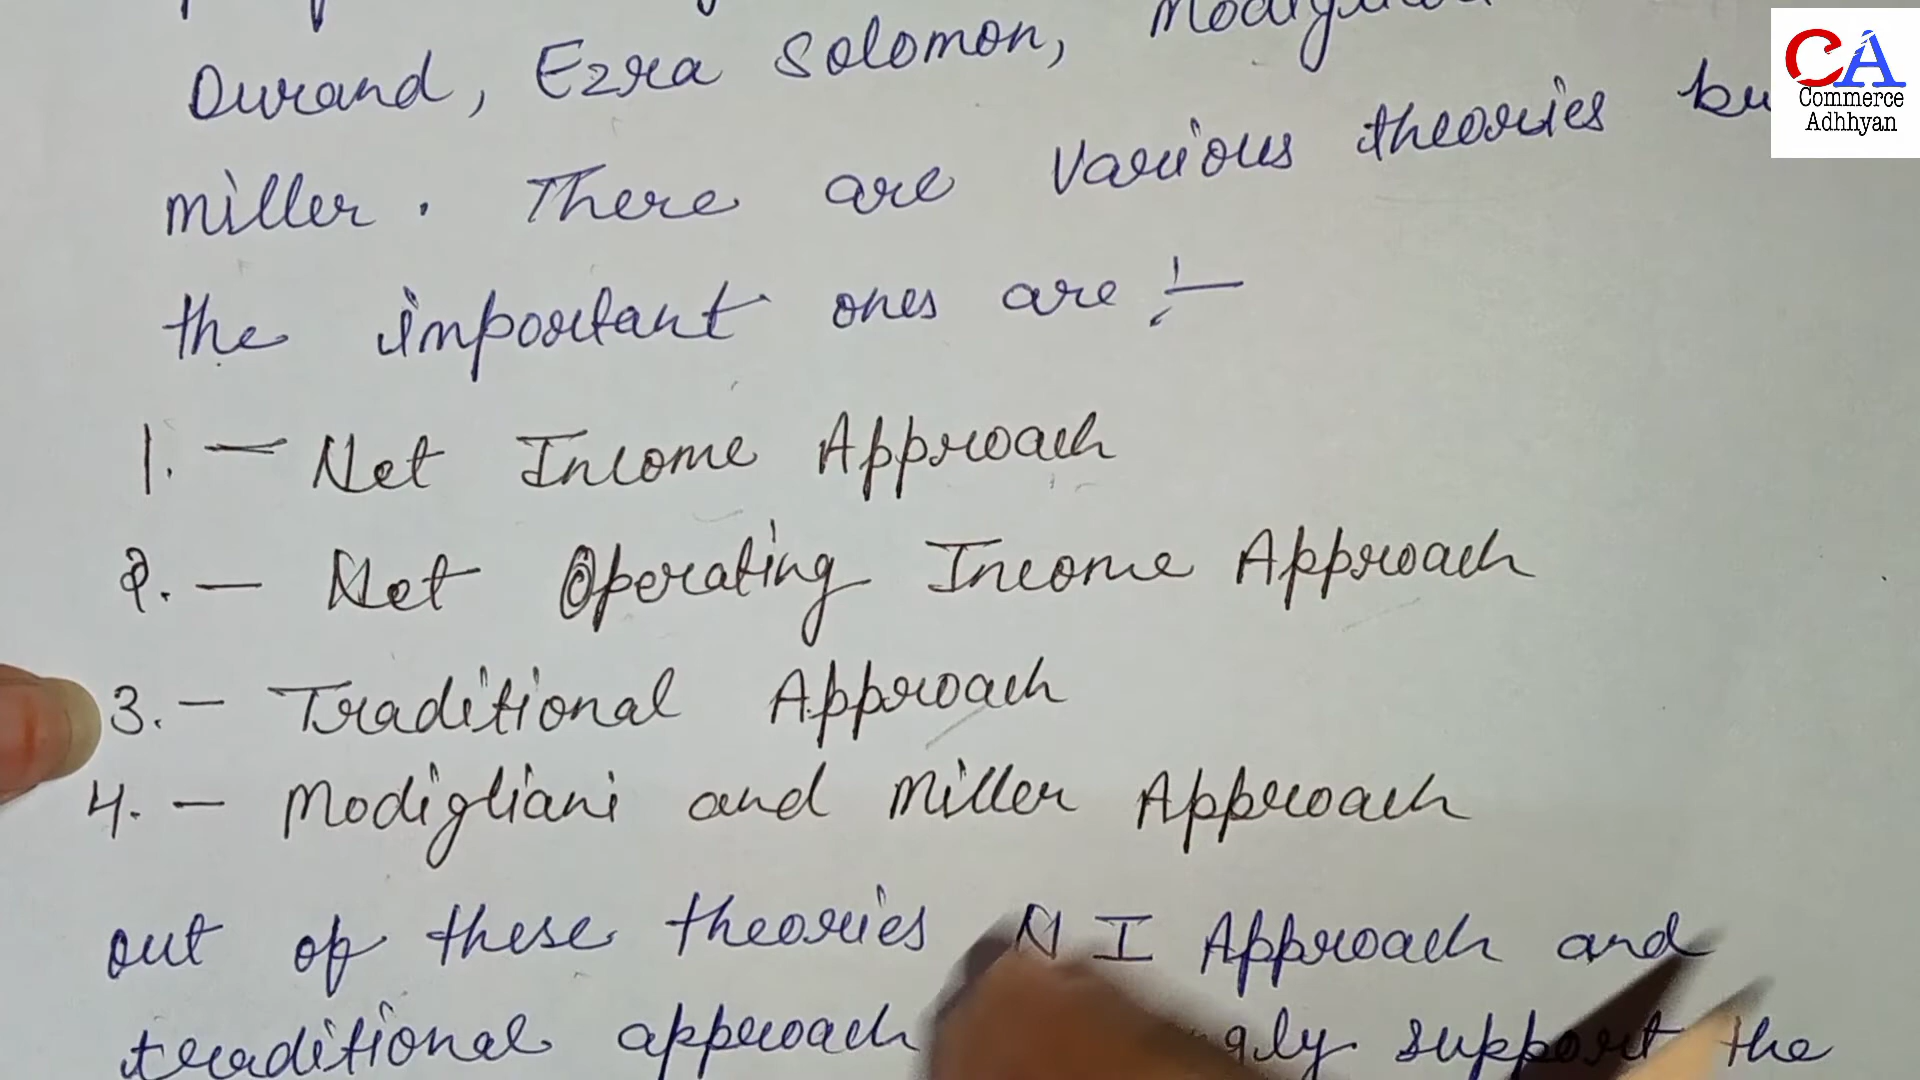 Durand, Ezra Solomon,
miller. There are various theories
the important ones are :-
1. — Net Income Approach
2. — Net Operating Income Approach
3. — Traditional Approach
4. — Modigliani and Miller Approach
out of these theories N I Approach and
traditional approach support the
CA
Commerce
Adhhyan